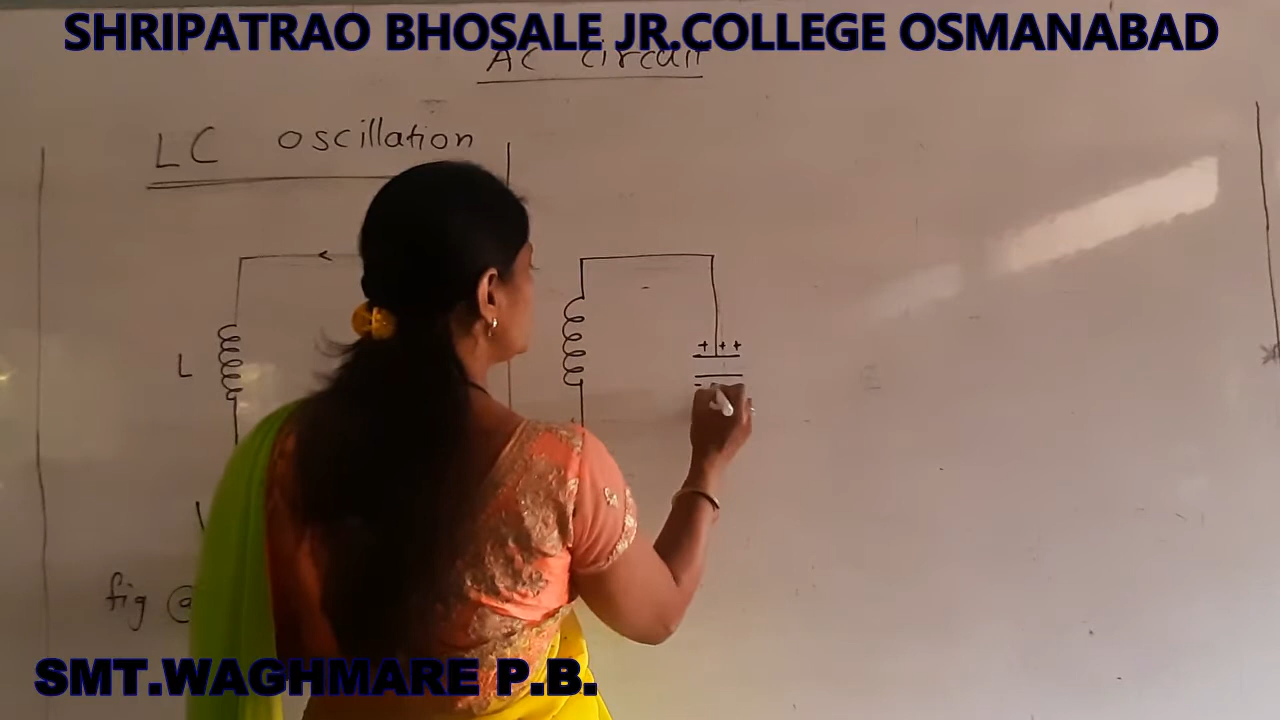 SHRIPATRAO BHOSALE JR.COLLEGE OSMANABAD
AC circuit
LC oscillation
+ + +
L
fig @
SMT.WAGHMARE P.B.